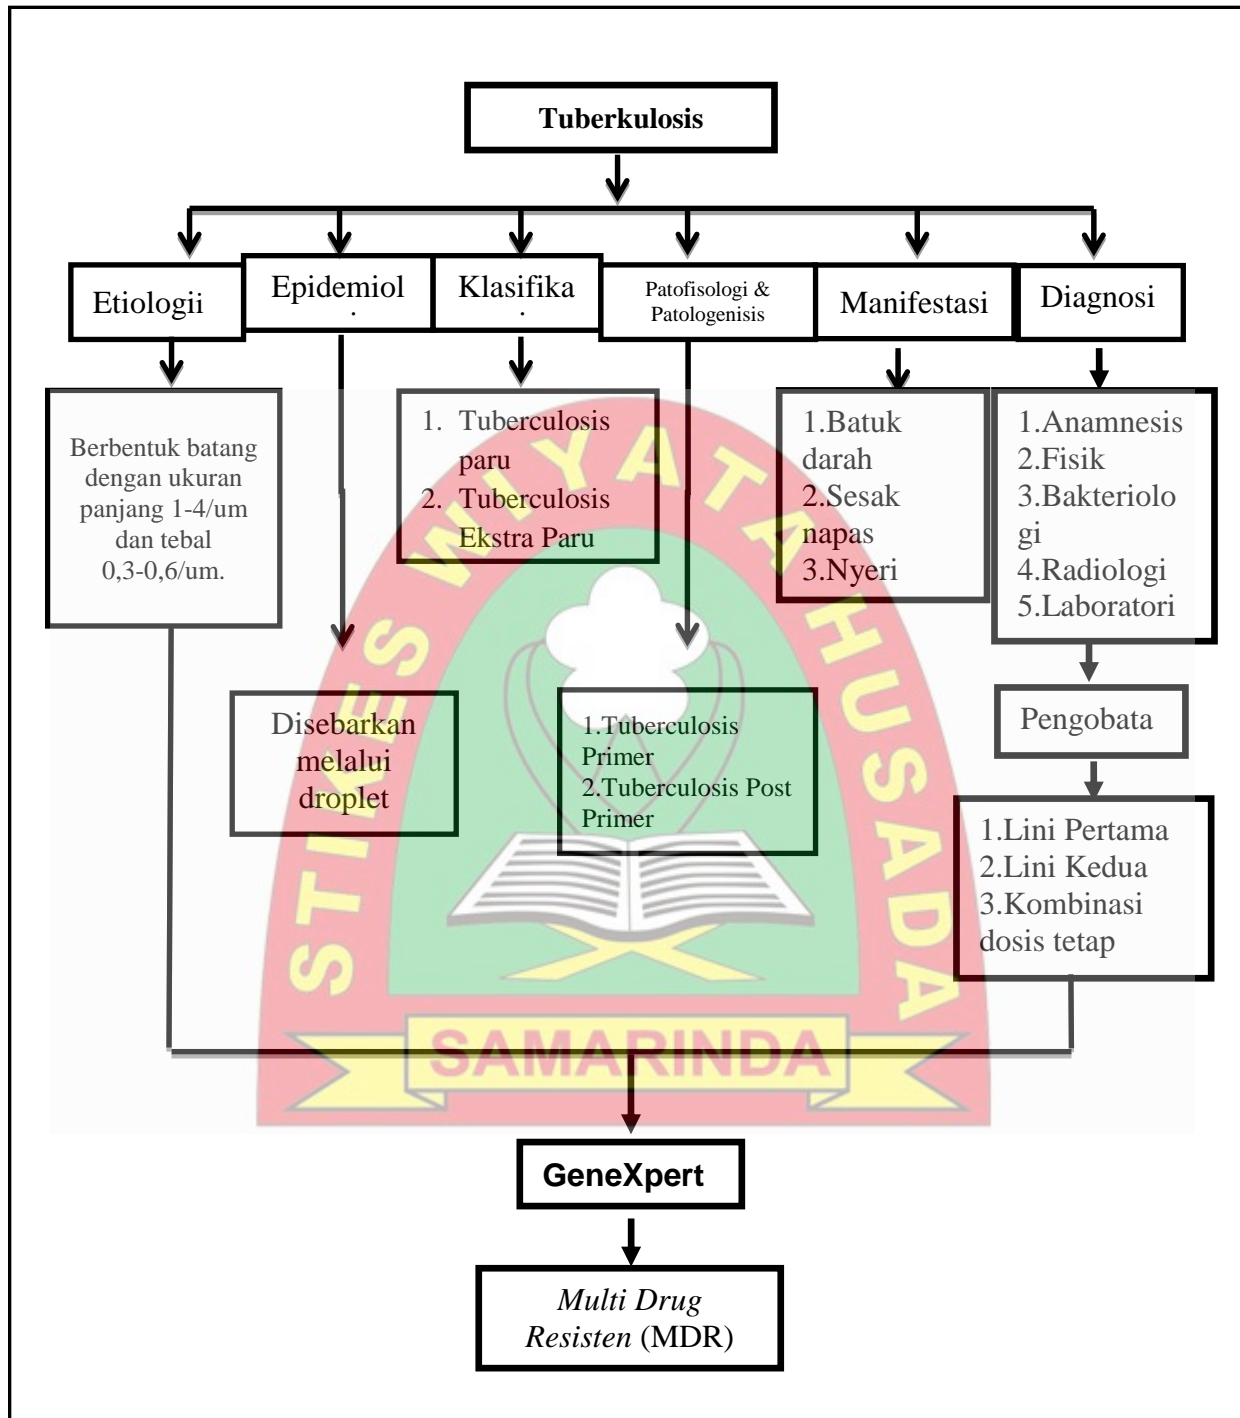 Tuberkulosis
Etiologii
Epidemiol
.
Klasifika
.
Patofisologi &
Patologenisis
Manifestasi
Diagnosi
Berbentuk batang
dengan ukuran
panjang 1-4/um
dan tebal
0,3-0,6/um.
1. Tuberculosis
paru
2. Tuberculosis
Ekstra Paru
1.Batuk
darah
2.Sesak
napas
3.Nyeri
1.Anamnesis
2.Fisik
3.Bakteriolo
gi
4.Radiologi
5.Laboratori
Pengobata
Disebarkan
melalui
droplet
1.Tuberculosis
Primer
2.Tuberculosis Post
Primer
1.Lini Pertama
2.Lini Kedua
3.Kombinasi
dosis tetap
STIKES WIYATA HUSADA
SAMARINDA
GeneXpert
Multi Drug
Resisten (MDR)